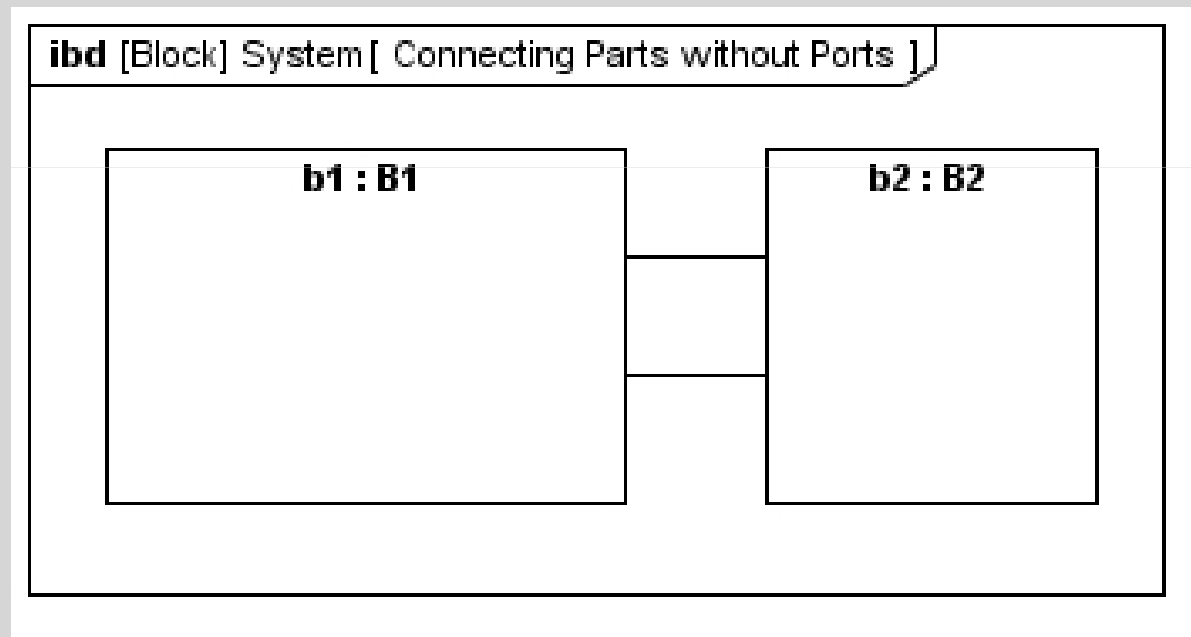 ibd [Block] System [ Connecting Parts without Ports ]
b1 : B1
b2 : B2